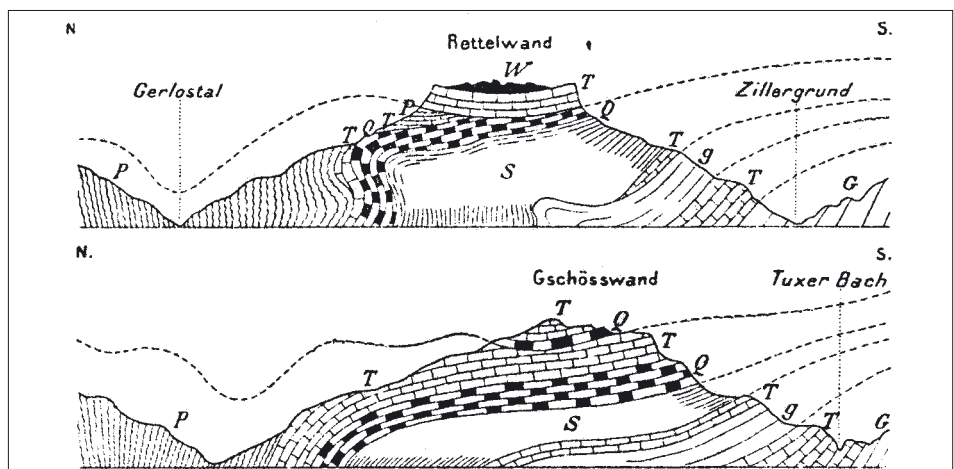 N S.
Rettelwand
W T
Gerlostal Zillergrund
P
T Q T Q
P S T g T G
N. S.
Gschösswand Tuxer Bach
T Q
T
T Q
P S T g T G